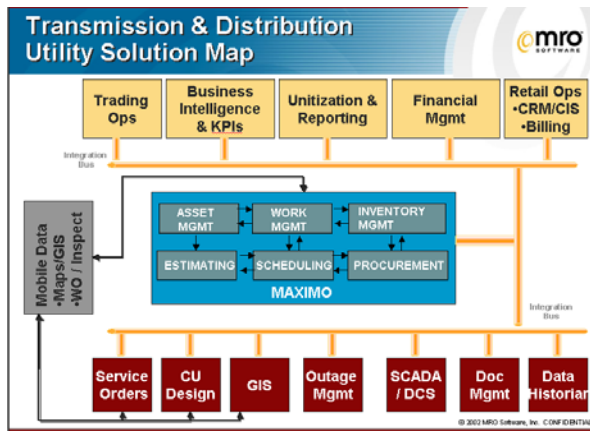 Transmission & Distribution
Utility Solution Map
mro
SOFTWARE
Trading
Ops
Business
Intelligence
& KPIs
Unitization &
Reporting
Financial
Mgmt
Retail Ops
•CRM/CIS
•Billing
Integration
Bus
Mobile Data
•Maps/GIS
•WO / Inspect
ASSET
MGMT
WORK
MGMT
INVENTORY
MGMT
ESTIMATING
SCHEDULING
PROCUREMENT
MAXIMO
Integration
Bus
Service
Orders
CU
Design
GIS
Outage
Mgmt
SCADA
/ DCS
Doc
Mgmt
Data
Historian
© 2002 MRO Software, Inc. CONFIDENTIAL